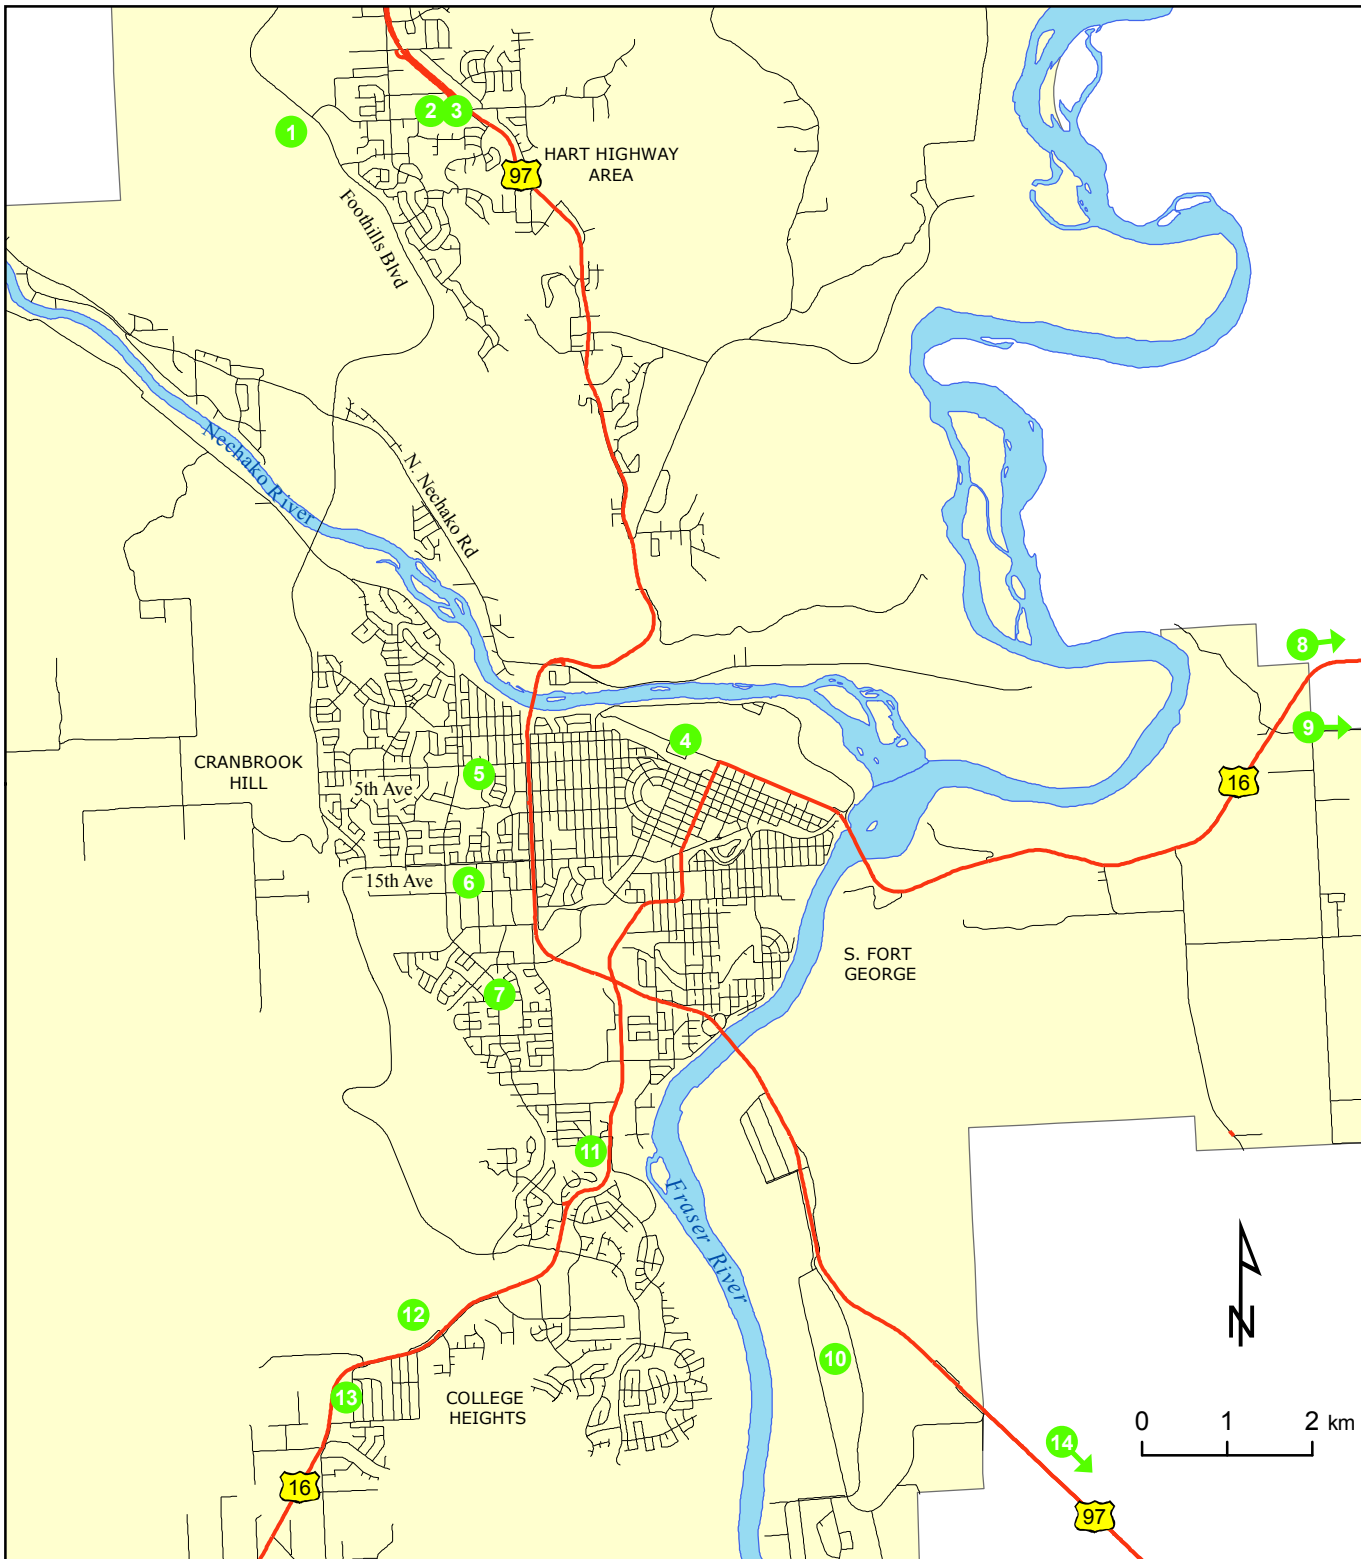 2
3
1
HART HIGHWAY
AREA
97
Foothills Blvd
Nechako River
N. Nechako Rd
8
9
4
CRANBROOK
HILL
5
5th Ave
16
15th Ave
6
S. FORT
GEORGE
7
11
Fraser River
N
12
10
13
COLLEGE
HEIGHTS
0 1 2 km
14
16
97